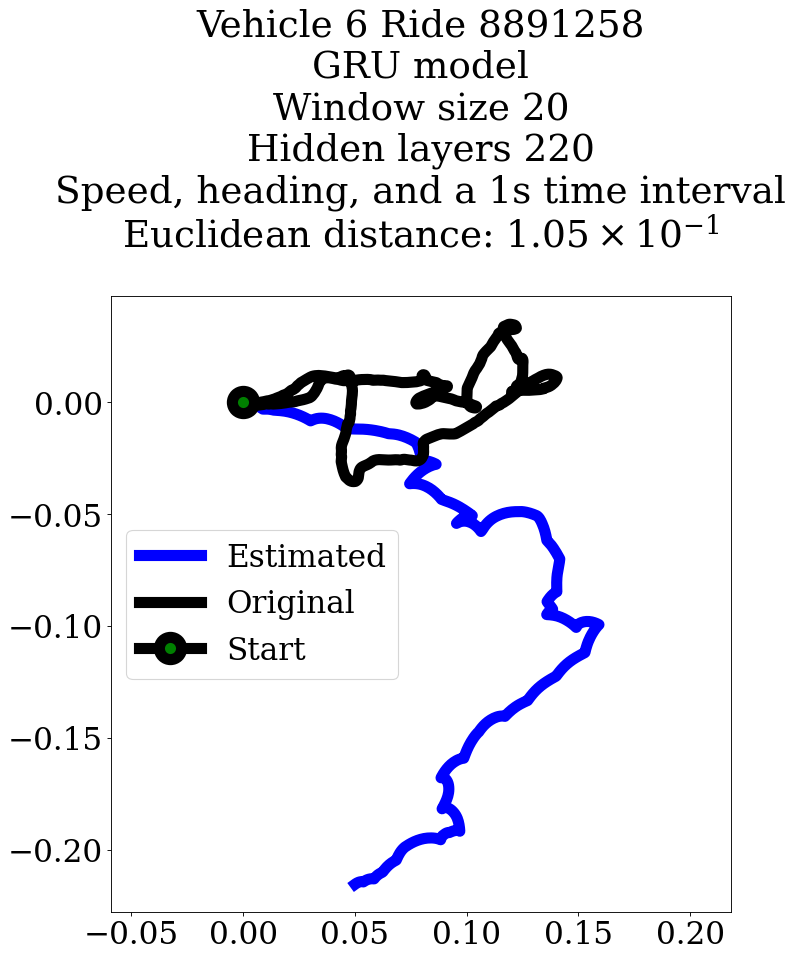 Vehicle 6 Ride 8891258
GRU model
Window size 20
Hidden layers 220
Speed, heading, and a 1s time interval
Euclidean distance: 1.05 × 10⁻¹
0.00
−0.05
−0.10
−0.15
−0.20
Estimated
Original
Start
−0.05 0.00 0.05 0.10 0.15 0.20